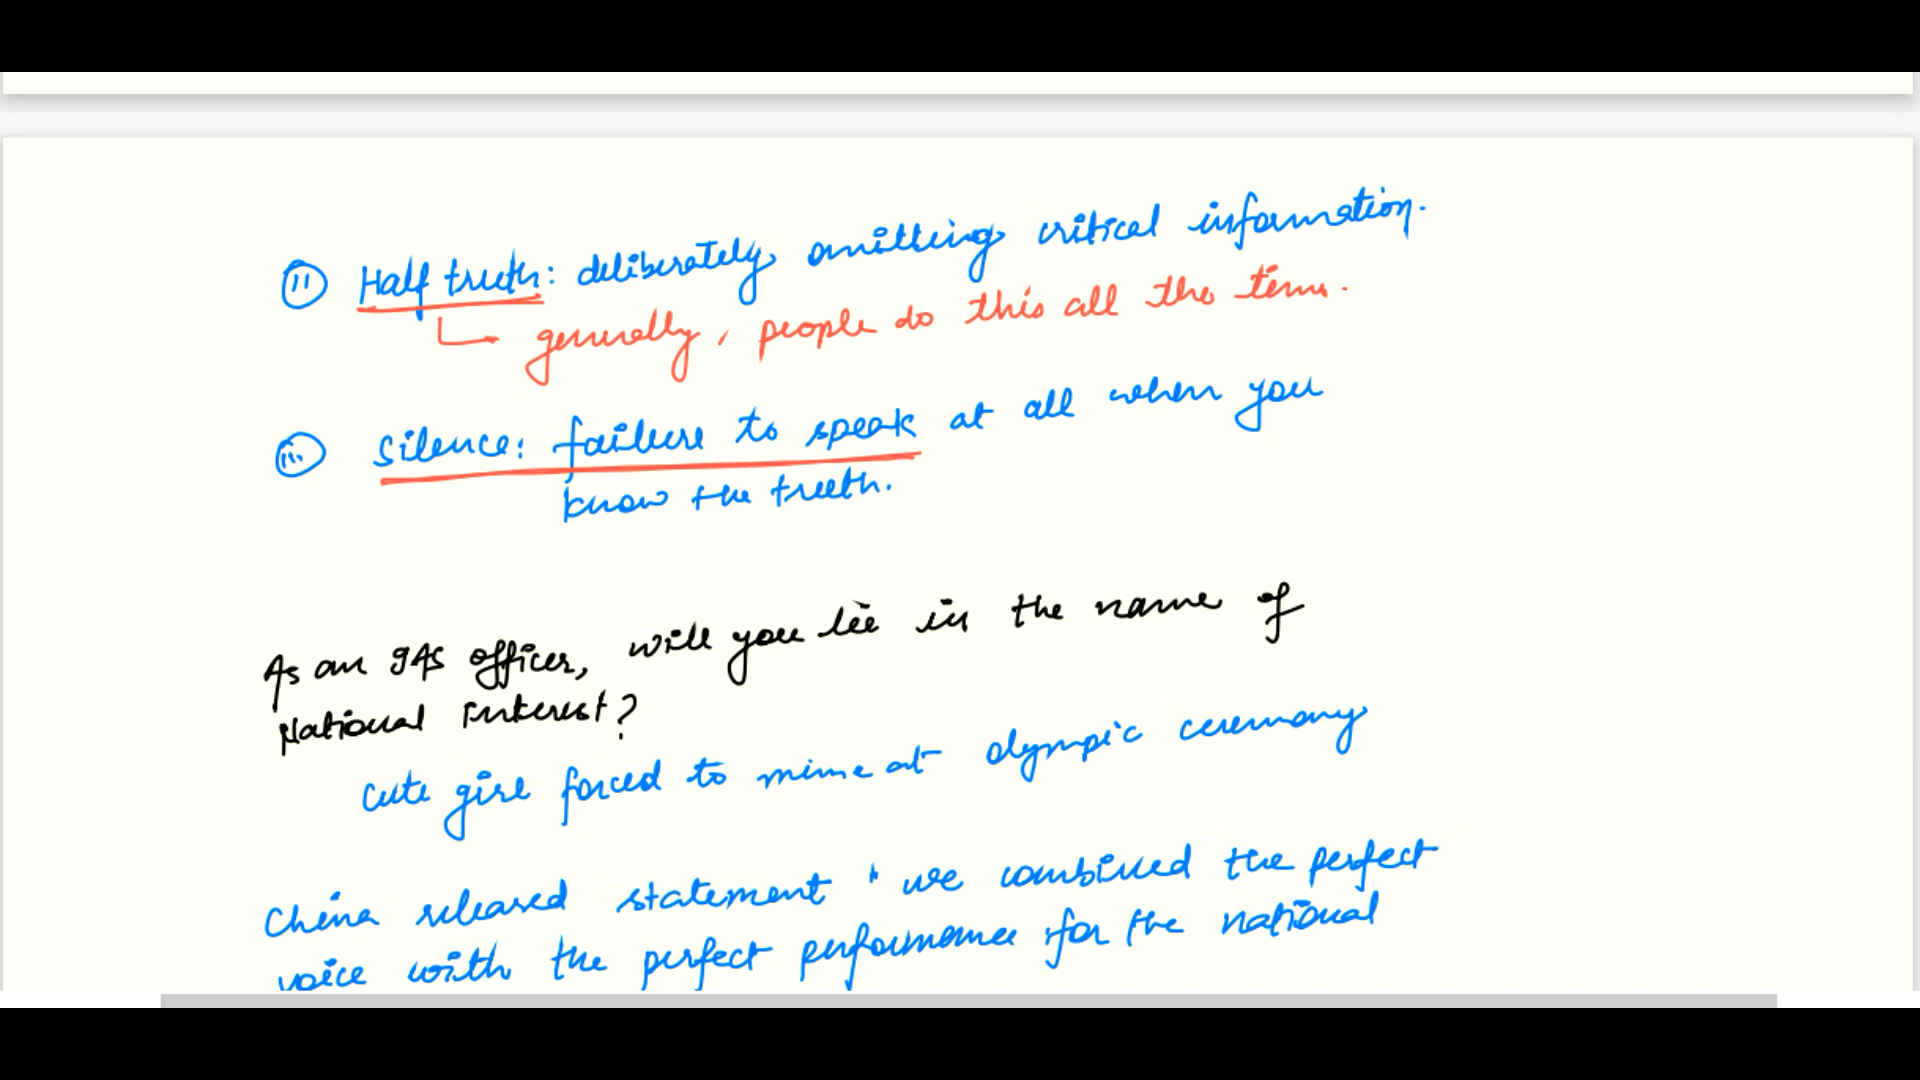 (ii) Half truth: deliberately omitting critical information.
generally, people do this all the time.
(iii) Silence: failure to speak at all when you
know the truth.
As an IAS officer, will you lie in the name of
National Interest?
cute girl forced to mime at olympic ceremony
China released statement " we combined the perfect
voice with the perfect performance for the national